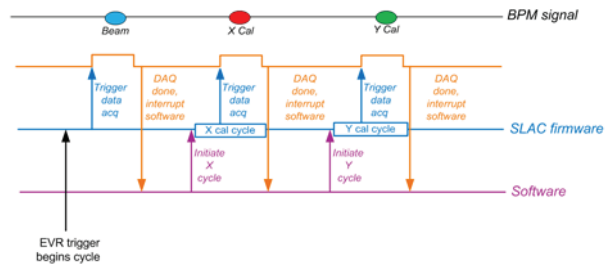 BPM signal
Beam
X Cal
Y Cal
Trigger
data
acq
DAQ
done,
interrupt
software
Trigger
data
acq
DAQ
done,
interrupt
software
Trigger
data
acq
DAQ
done,
interrupt
software
X cal cycle
Y cal cycle
SLAC firmware
Initiate
X
cycle
Initiate
Y
cycle
Software
EVR trigger
begins cycle